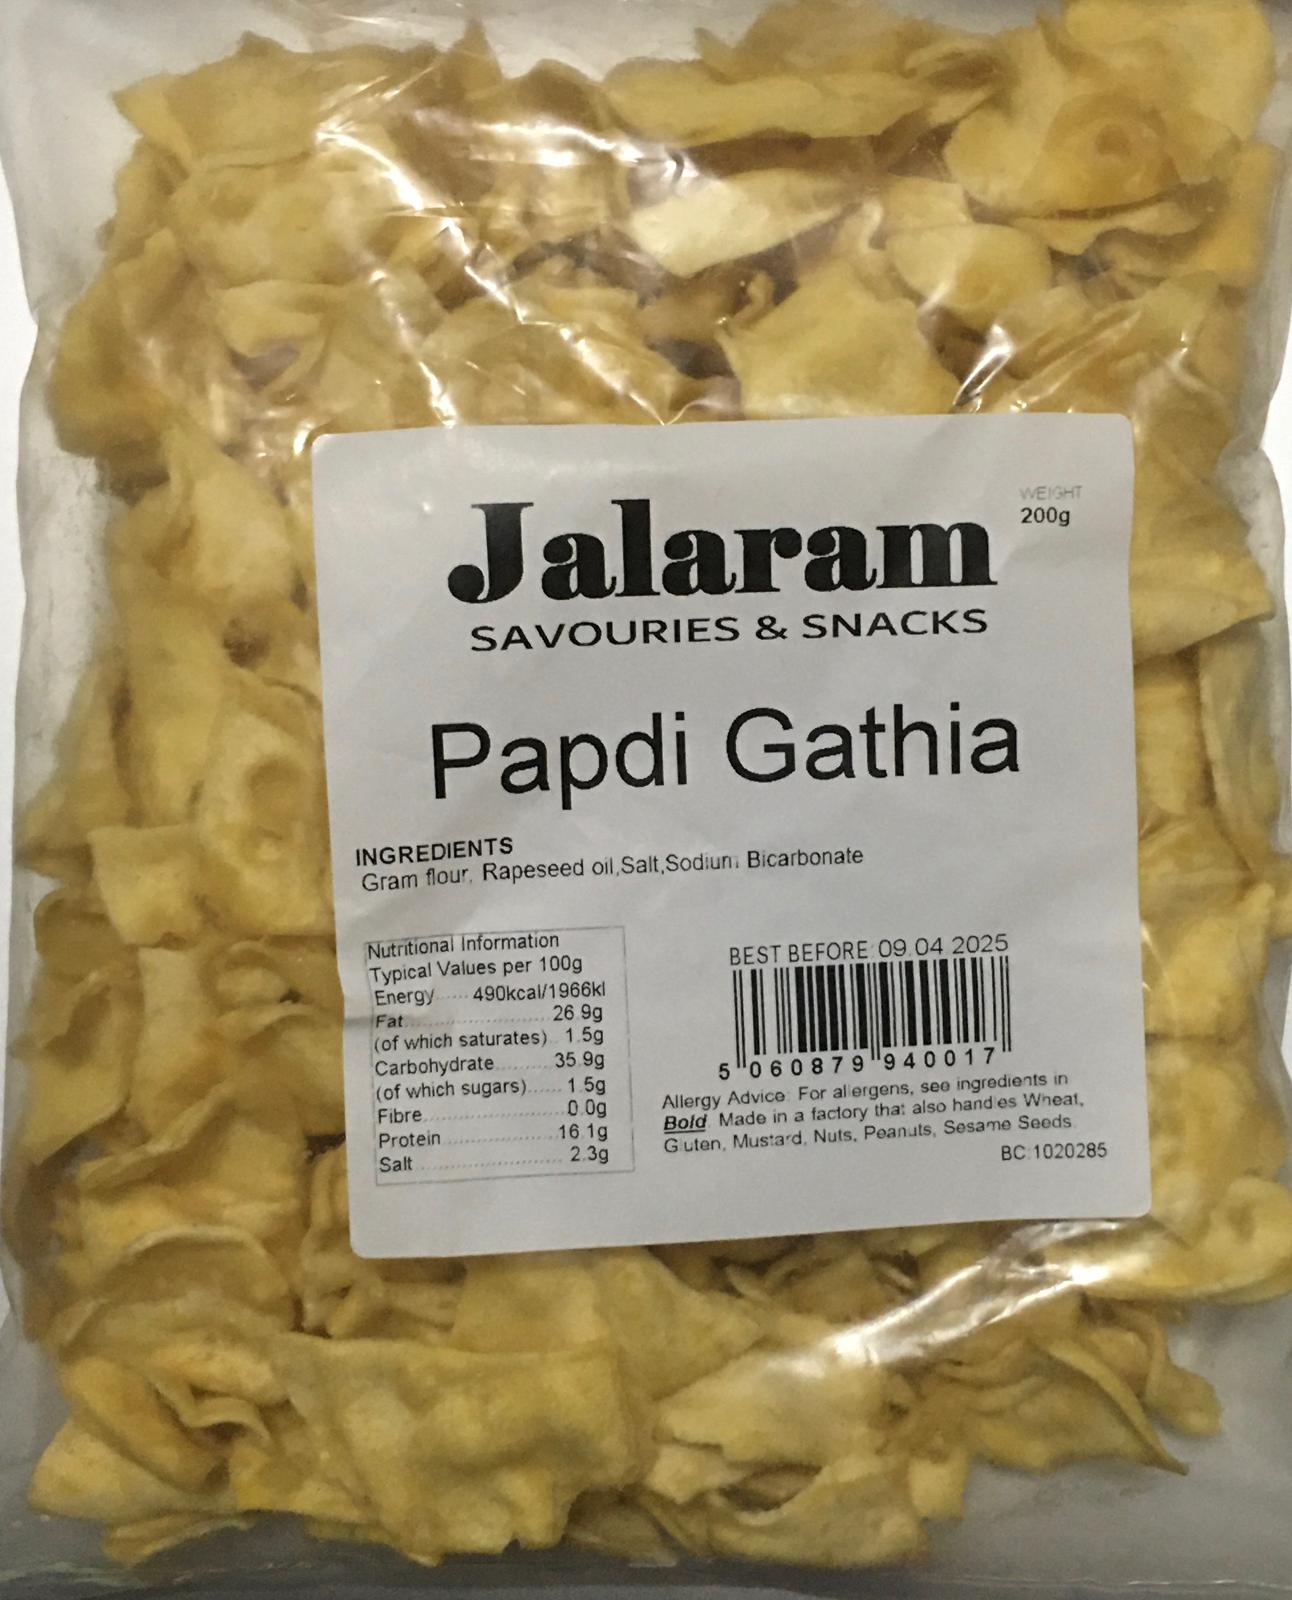 Jalaram
WEIGHT
200g
SAVOURIES & SNACKS
Papdi Gathia
INGREDIENTS
Gram flour, Rapeseed oil,Salt,Sodium Bicarbonate
Nutritional Information
Typical Values per 100g
Energy...... 490kcal/1966kl
Fat........................26.9g
(of which saturates) 1.5g
Carbohydrate..........35.9g
(of which sugars)......1.5g
Fibre.......................0.0g
Protein...................16.1g
Salt.........................2.3g
BEST BEFORE:09.04.2025
5 060879 940017
Allergy Advice: For allergens, see ingredients in
Bold. Made in a factory that also handles Wheat,
Gluten, Mustard, Nuts, Peanuts, Sesame Seeds.
BC:1020285